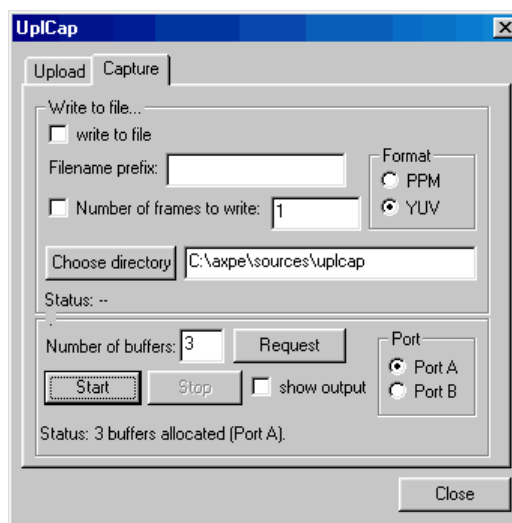 UplCap
Upload Capture
Write to file...
write to file
Filename prefix:
Format
PPM
Number of frames to write: 1
YUV
Choose directory C:\axpe\sources\uplcap
Status: --
.
Number of buffers: 3 Request
Port
Port A
Start Stop show output
Port B
Status: 3 buffers allocated (Port A).
Close